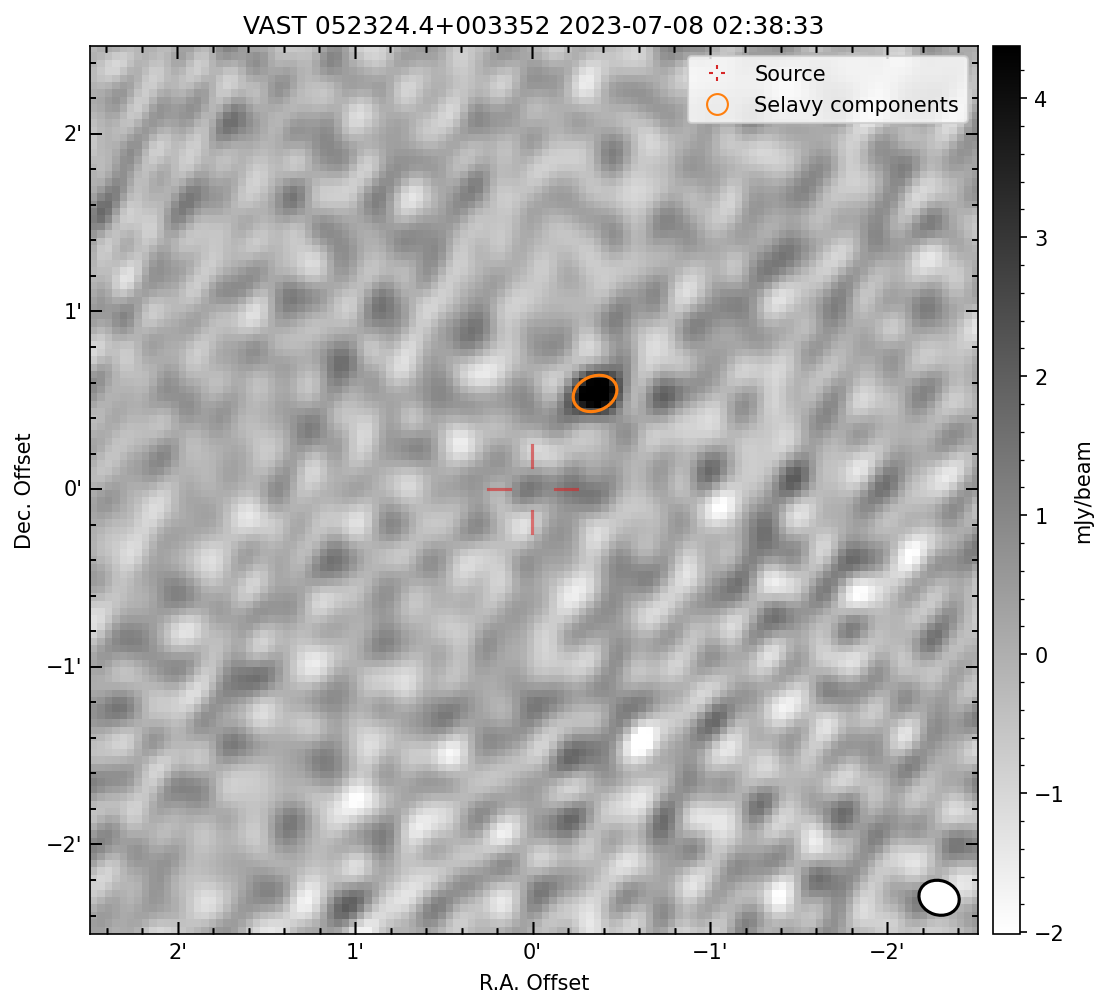 VAST 052324.4+003352 2023-07-08 02:38:33
Source
Selavy components
2'
1'
0'
−1'
−2'
Dec. Offset
2'
1'
0'
−1'
−2'
R.A. Offset
4
3
2
1
0
−1
−2
mJy/beam